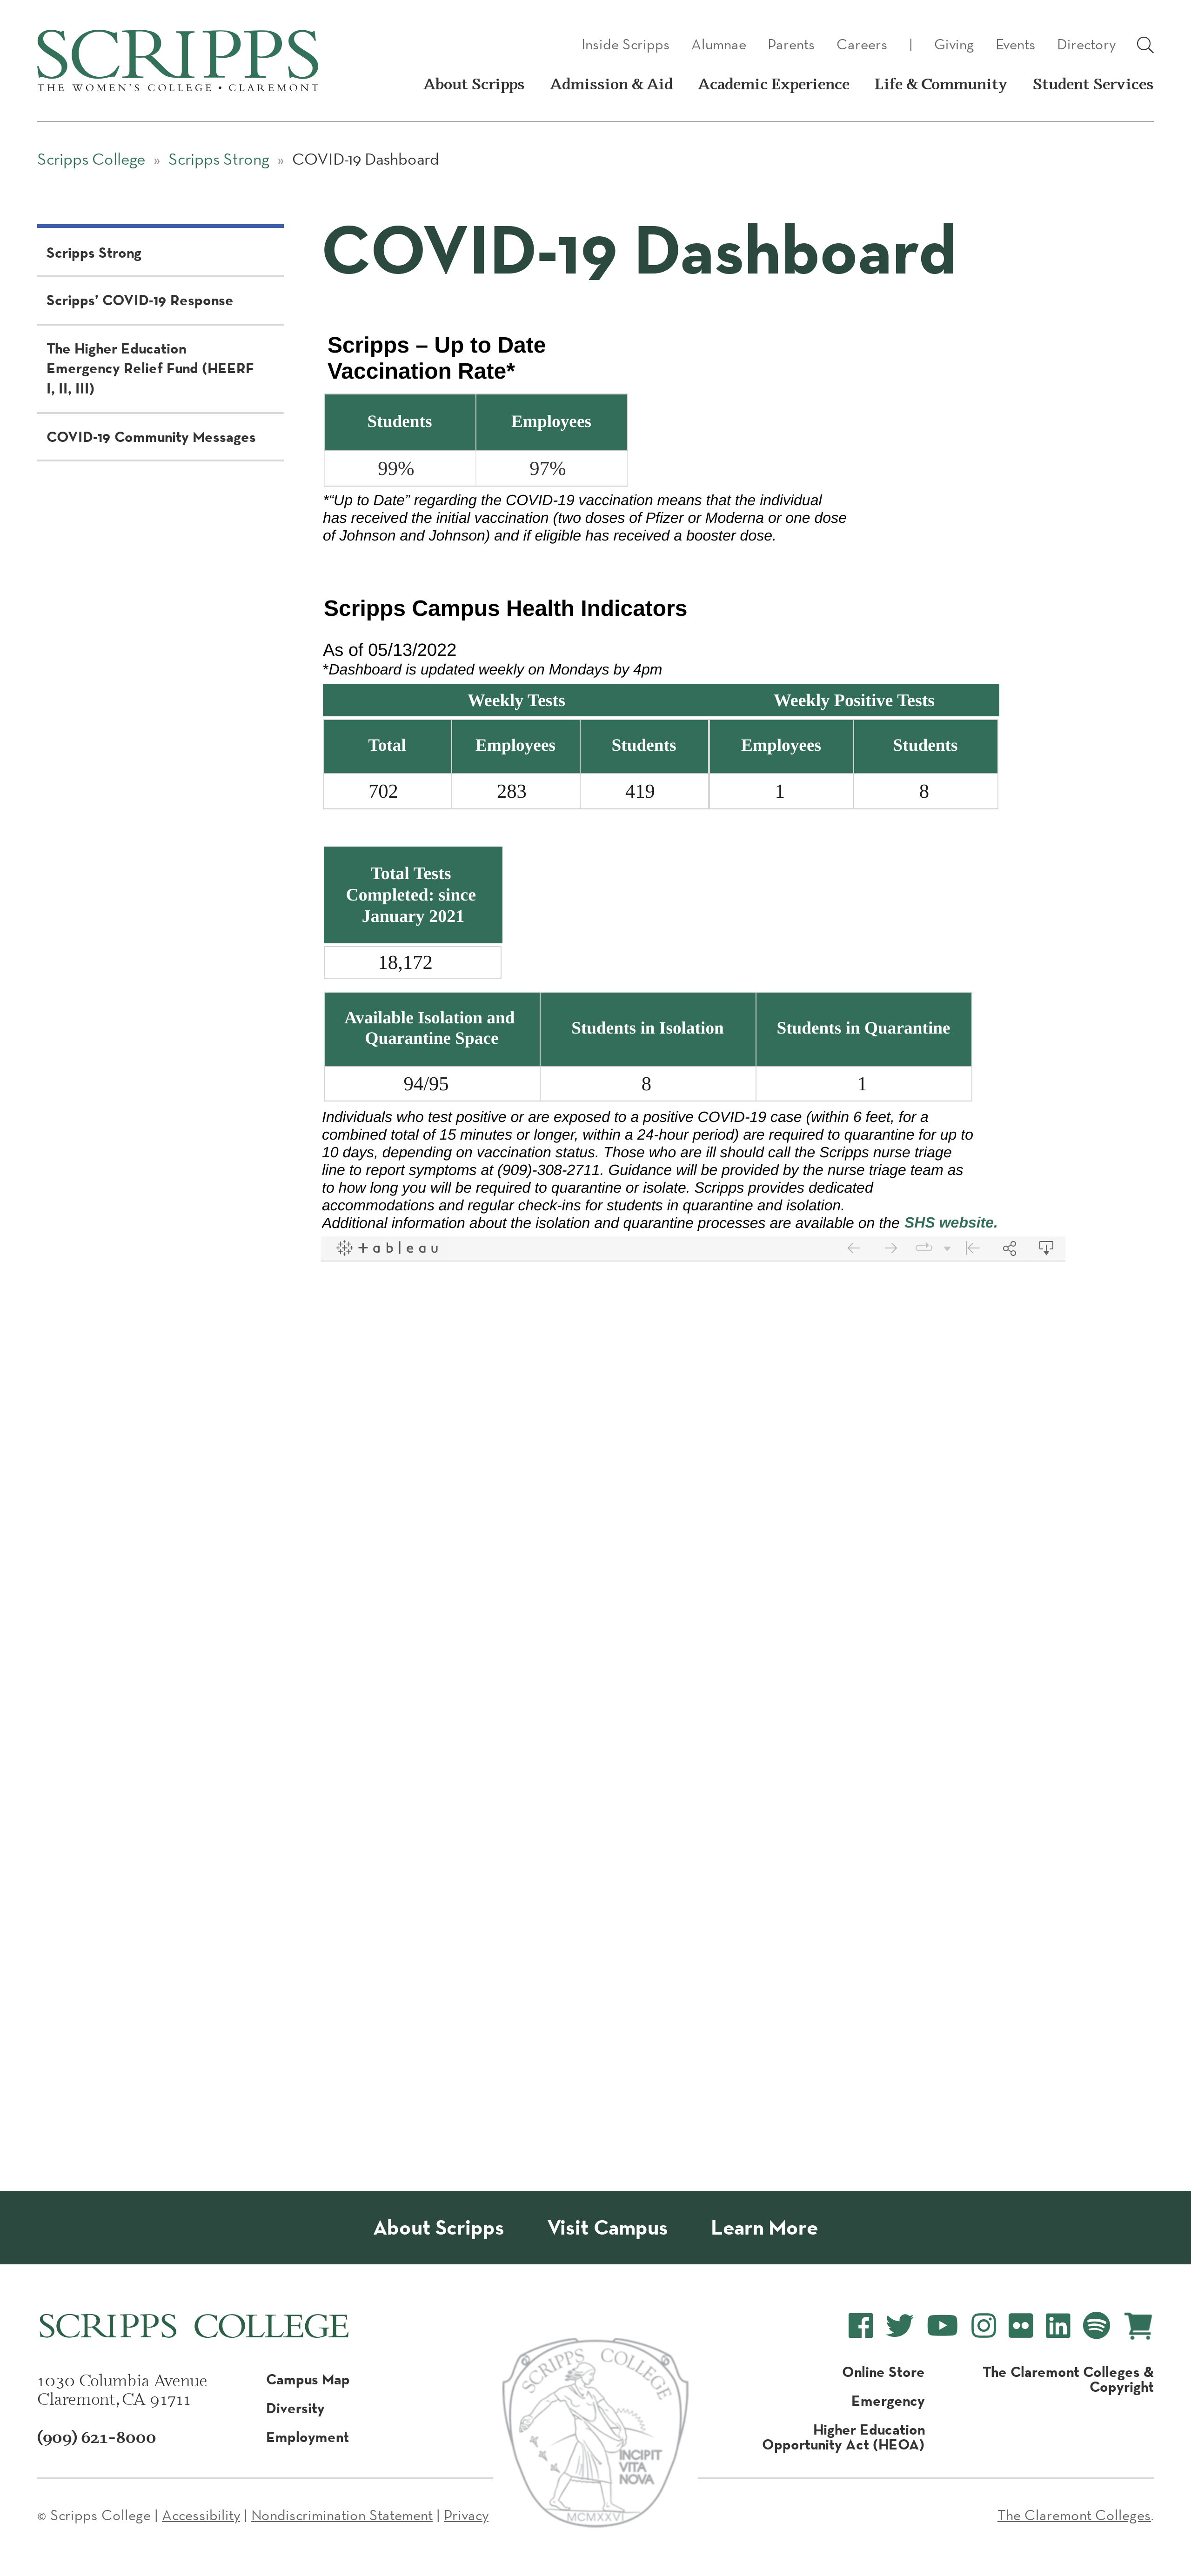 SCRIPPS
THE WOMEN'S COLLEGE • CLAREMONT
Inside Scripps Alumnae Parents Careers | Giving Events Directory
About Scripps Admission & Aid Academic Experience Life & Community Student Services
Scripps College » Scripps Strong » COVID-19 Dashboard
Scripps Strong
Scripps’ COVID-19 Response
The Higher Education
Emergency Relief Fund (HEERF
I, II, III)
COVID-19 Community Messages
COVID-19 Dashboard
Scripps – Up to Date
Vaccination Rate*
Students Employees
99% 97%
*“Up to Date” regarding the COVID-19 vaccination means that the individual
has received the initial vaccination (two doses of Pfizer or Moderna or one dose
of Johnson and Johnson) and if eligible has received a booster dose.
Scripps Campus Health Indicators
As of 05/13/2022
*Dashboard is updated weekly on Mondays by 4pm
Weekly Tests Weekly Positive Tests
Total Employees Students Employees Students
702 283 419 1 8
Total Tests
Completed: since
January 2021
18,172
Available Isolation and
Quarantine Space
Students in Isolation Students in Quarantine
94/95 8 1
Individuals who test positive or are exposed to a positive COVID-19 case (within 6 feet, for a
combined total of 15 minutes or longer, within a 24-hour period) are required to quarantine for up to
10 days, depending on vaccination status. Those who are ill should call the Scripps nurse triage
line to report symptoms at (909)-308-2711. Guidance will be provided by the nurse triage team as
to how long you will be required to quarantine or isolate. Scripps provides dedicated
accommodations and regular check-ins for students in quarantine and isolation.
Additional information about the isolation and quarantine processes are available on the SHS website.
+ a b l e a u
About Scripps Visit Campus Learn More
SCRIPPS COLLEGE
1030 Columbia Avenue
Claremont, CA 91711
(909) 621-8000
Campus Map
Diversity
Employment
SCRIPPS COLLEGE
INCIPIT
VITA
NOVA
MCMXXVI
Online Store
Emergency
Higher Education
Opportunity Act (HEOA)
The Claremont Colleges &
Copyright
© Scripps College | Accessibility | Nondiscrimination Statement | Privacy
The Claremont Colleges.